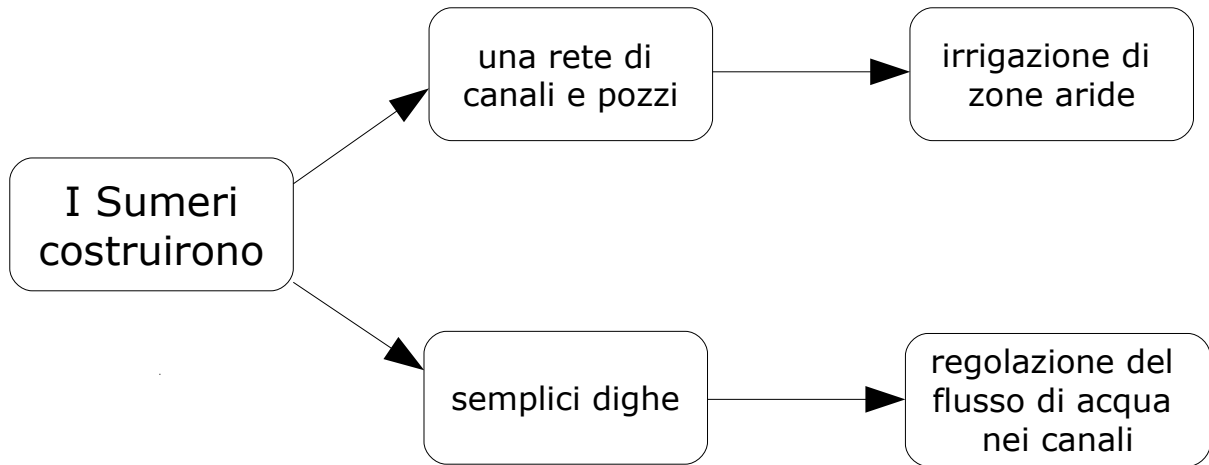 I Sumeri
costruirono
una rete di
canali e pozzi
irrigazione di
zone aride
semplici dighe
regolazione del
flusso di acqua
nei canali